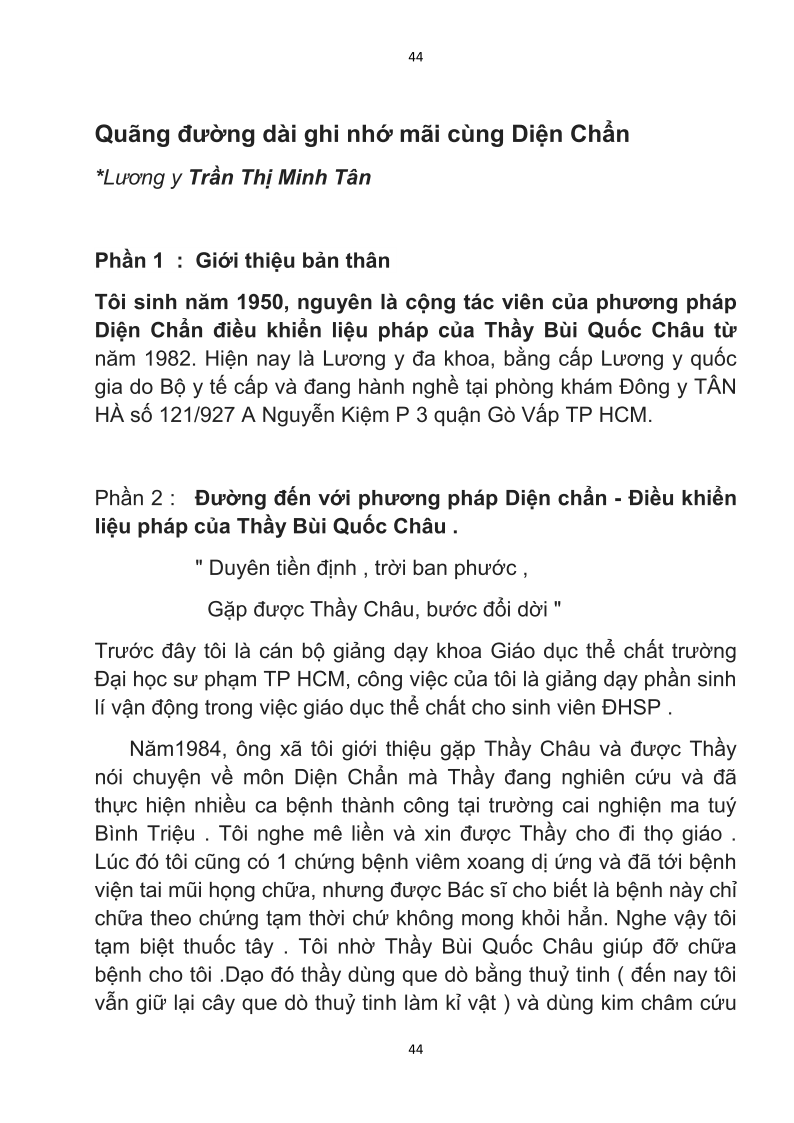 44
Quãng đường dài ghi nhớ mãi cùng Diện Chẩn
*Lương y Trần Thị Minh Tân
Phần 1 : Giới thiệu bản thân
Tôi sinh năm 1950, nguyên là cộng tác viên của phương pháp
Diện Chẩn điều khiển liệu pháp của Thầy Bùi Quốc Châu từ
năm 1982. Hiện nay là Lương y đa khoa, bằng cấp Lương y quốc
gia do Bộ y tế cấp và đang hành nghề tại phòng khám Đông y TÂN
HÀ số 121/927 A Nguyễn Kiệm P 3 quận Gò Vấp TP HCM.
Phần 2 : Đường đến với phương pháp Diện chẩn - Điều khiển
liệu pháp của Thầy Bùi Quốc Châu .
" Duyên tiền định , trời ban phước ,
Gặp được Thầy Châu, bước đổi dời "
Trước đây tôi là cán bộ giảng dạy khoa Giáo dục thể chất trường
Đại học sư phạm TP HCM, công việc của tôi là giảng dạy phần sinh
lí vận động trong việc giáo dục thể chất cho sinh viên ĐHSP .
Năm1984, ông xã tôi giới thiệu gặp Thầy Châu và được Thầy
nói chuyện về môn Diện Chẩn mà Thầy đang nghiên cứu và đã
thực hiện nhiều ca bệnh thành công tại trường cai nghiện ma tuý
Bình Triệu . Tôi nghe mê liền và xin được Thầy cho đi thọ giáo .
Lúc đó tôi cũng có 1 chứng bệnh viêm xoang dị ứng và đã tới bệnh
viện tai mũi họng chữa, nhưng được Bác sĩ cho biết là bệnh này chỉ
chữa theo chứng tạm thời chứ không mong khỏi hẳn. Nghe vậy tôi
tạm biệt thuốc tây . Tôi nhờ Thầy Bùi Quốc Châu giúp đỡ chữa
bệnh cho tôi .Dạo đó thầy dùng que dò bằng thuỷ tinh ( đến nay tôi
vẫn giữ lại cây que dò thuỷ tinh làm kỉ vật ) và dùng kim châm cứu
44